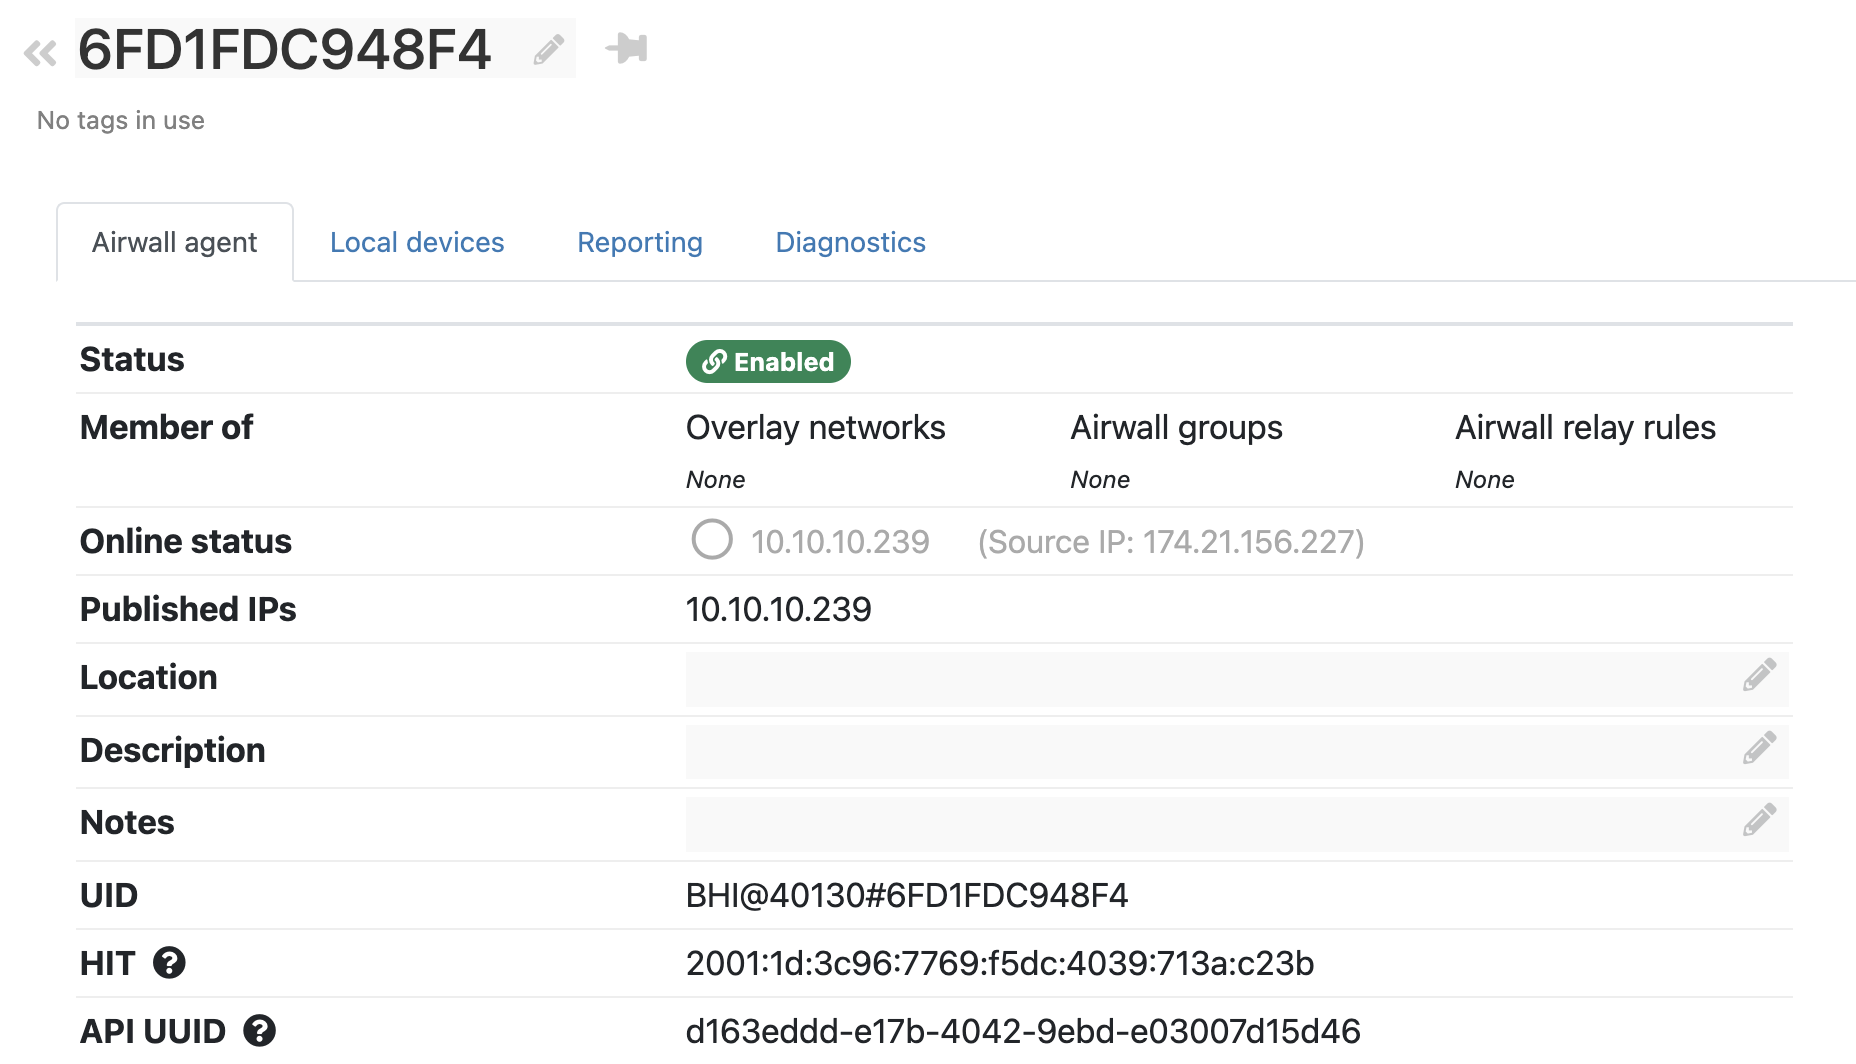 6FD1FDC948F4
No tags in use
Airwall agent Local devices Reporting Diagnostics
Status Enabled
Member of Overlay networks Airwall groups Airwall relay rules
None None None
Online status 10.10.10.239 (Source IP: 174.21.156.227)
Published IPs 10.10.10.239
Location
Description
Notes
UID BHI@40130#6FD1FDC948F4
HIT ? 2001:1d:3c96:7769:f5dc:4039:713a:c23b
API UUID ? d163eddd-e17b-4042-9ebd-e03007d15d46